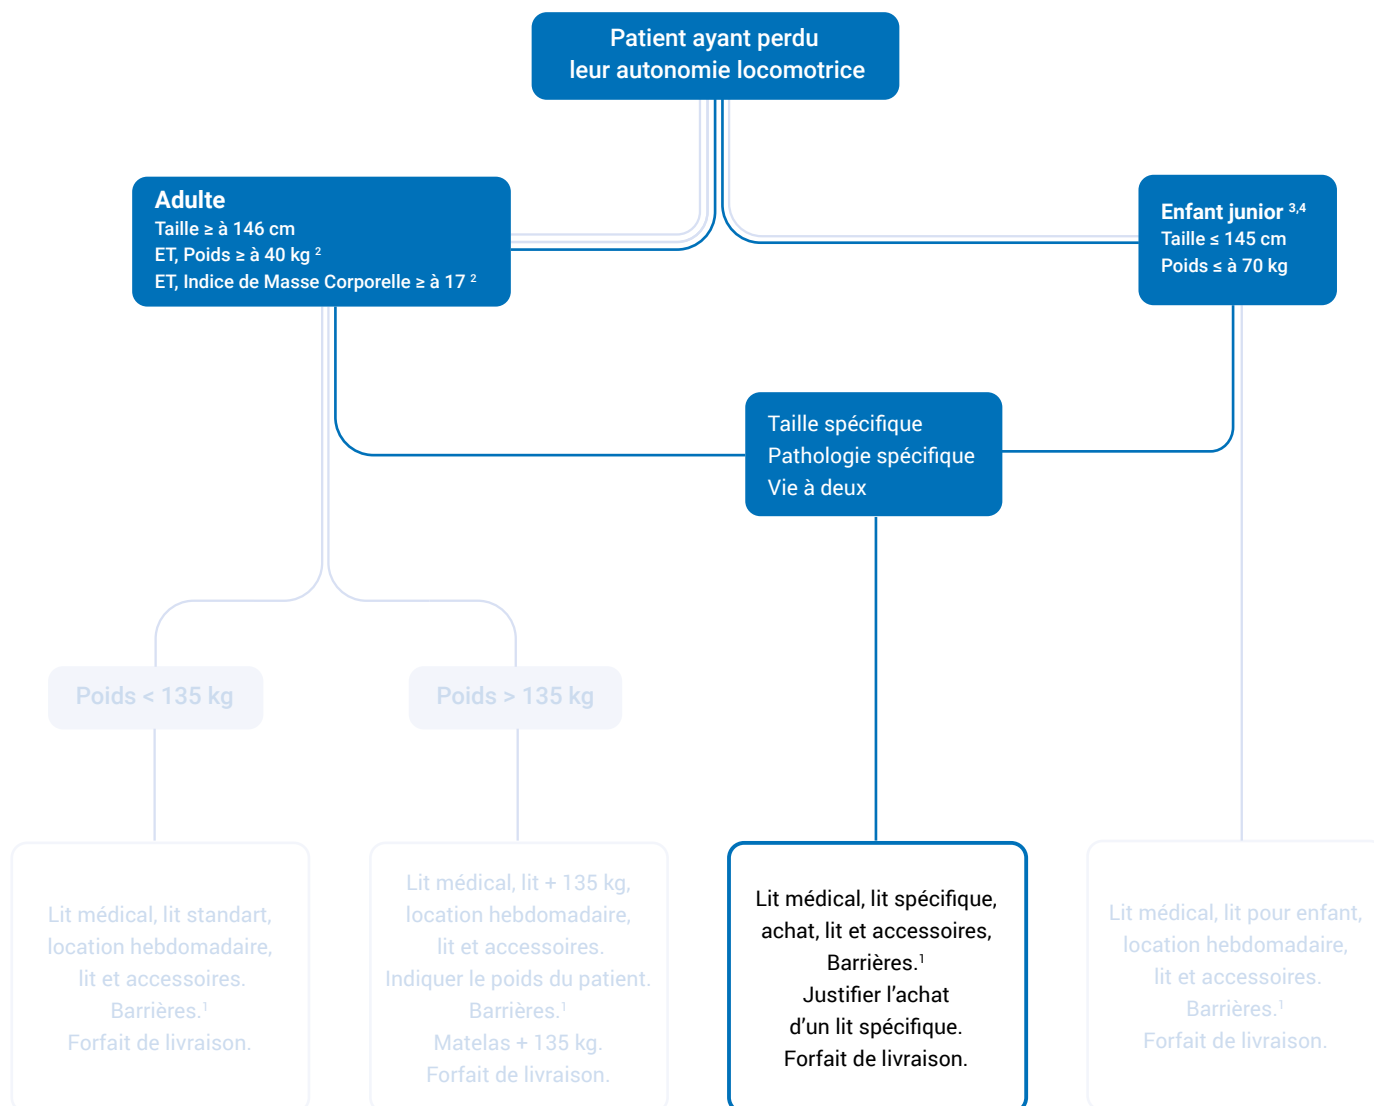 Patient ayant perdu
leur autonomie locomotrice
Adulte
Taille ≥ à 146 cm
ET, Poids ≥ à 40 kg ²
ET, Indice de Masse Corporelle ≥ à 17 ²
Enfant junior ³,⁴
Taille ≤ 145 cm
Poids ≤ à 70 kg
Taille spécifique
Pathologie spécifique
Vie à deux
Poids < 135 kg
Poids > 135 kg
Lit médical, lit standart,
location hebdomadaire,
lit et accessoires.
Barrières.¹
Forfait de livraison.
Lit médical, lit + 135 kg,
location hebdomadaire,
lit et accessoires.
Indiquer le poids du patient.
Barrières.¹
Matelas + 135 kg.
Forfait de livraison.
Lit médical, lit spécifique,
achat, lit et accessoires,
Barrières.¹
Justifier l’achat
d’un lit spécifique.
Forfait de livraison.
Lit médical, lit pour enfant,
location hebdomadaire,
lit et accessoires.
Barrières.¹
Forfait de livraison.